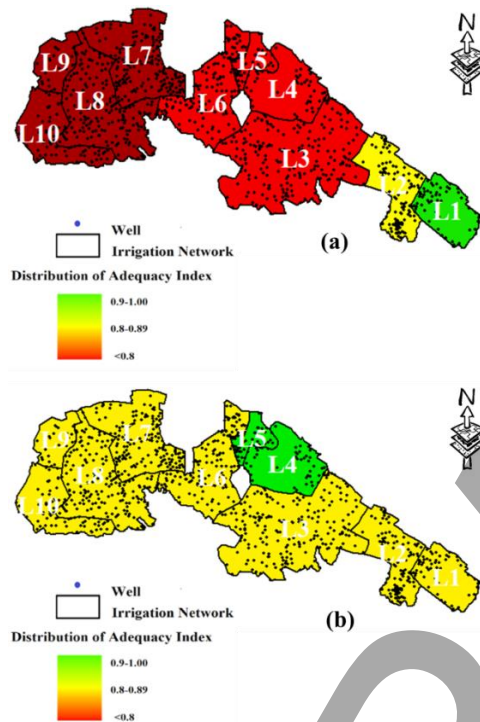 N
L9
L7
L5
L8
L6
L4
L10
L3
L2
L1
Well
(a)
Irrigation Network
Distribution of Adequacy Index
0.9-1.00
0.8-0.89
<0.8
N
L9
L7
L5
L8
L6
L4
L10
L3
L2
L1
Well
(b)
Irrigation Network
Distribution of Adequacy Index
0.9-1.00
0.8-0.89
<0.8